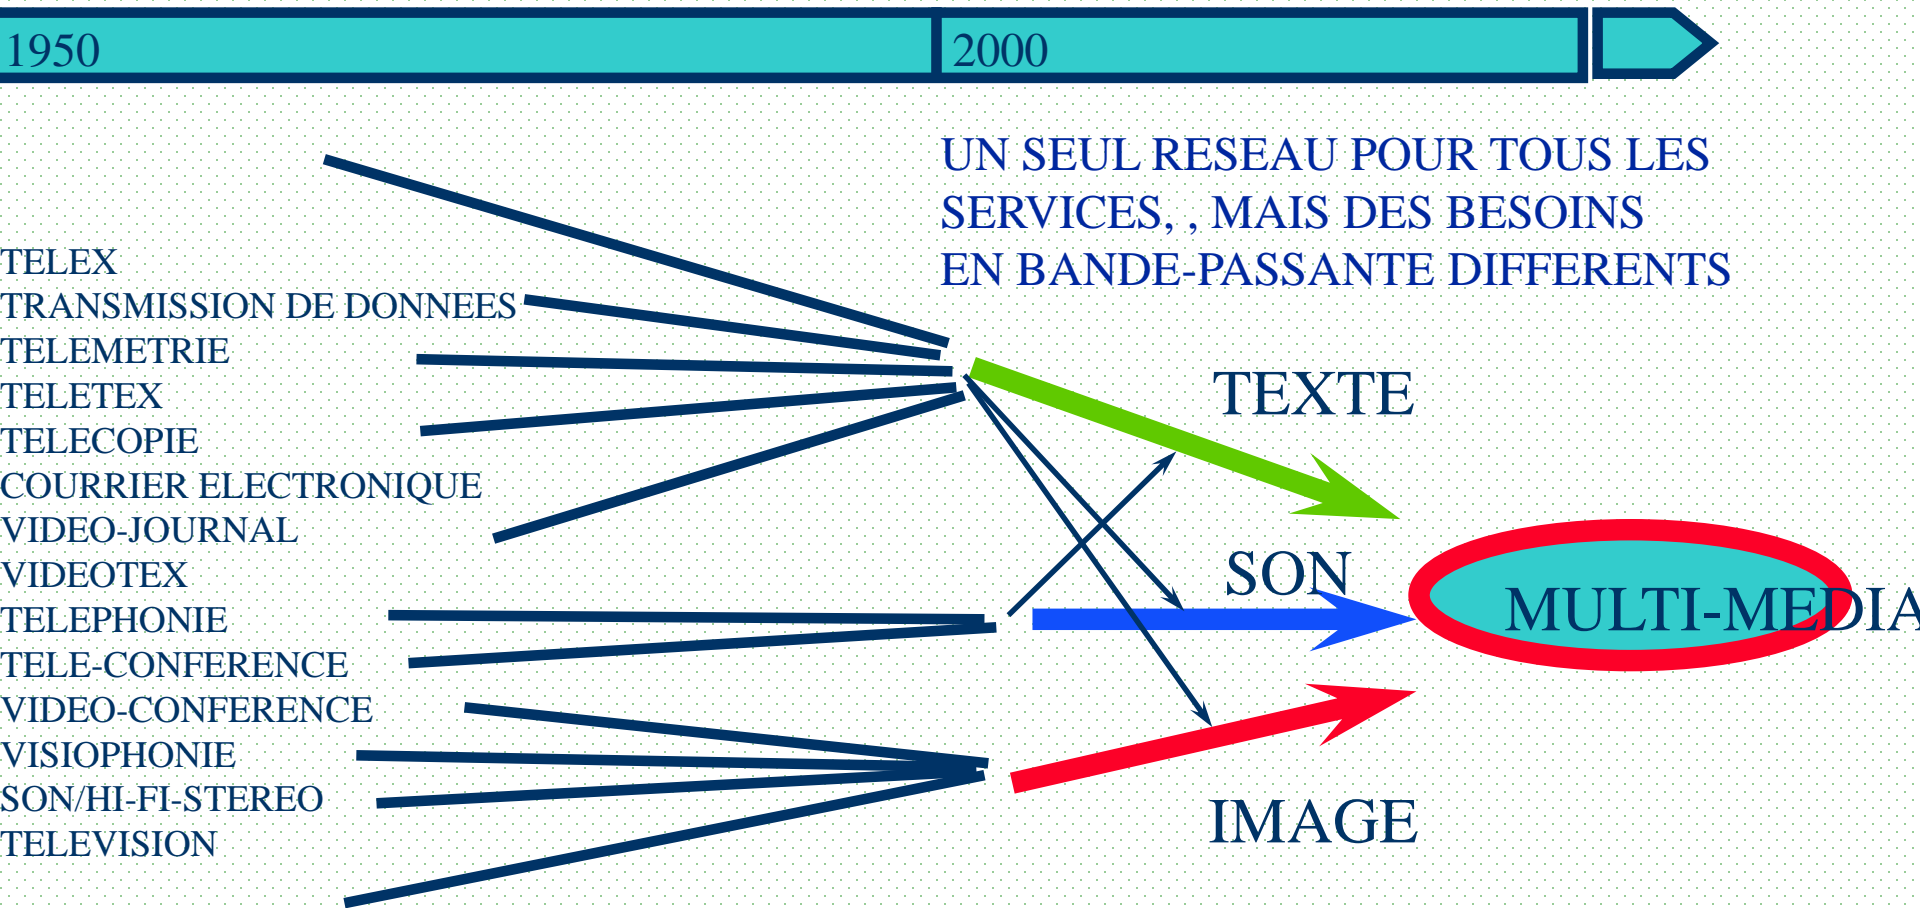 1950
2000
UN SEUL RESEAU POUR TOUS LES
SERVICES, , MAIS DES BESOINS
EN BANDE-PASSANTE DIFFERENTS
TELEX
TRANSMISSION DE DONNEES
TELEMETRIE
TELETEX
TELECOPIE
COURRIER ELECTRONIQUE
VIDEO-JOURNAL
VIDEOTEX
TELEPHONIE
TELE-CONFERENCE
VIDEO-CONFERENCE
VISIOPHONIE
SON/HI-FI-STEREO
TELEVISION
TEXTE
SON
IMAGE
MULTI-MEDIA